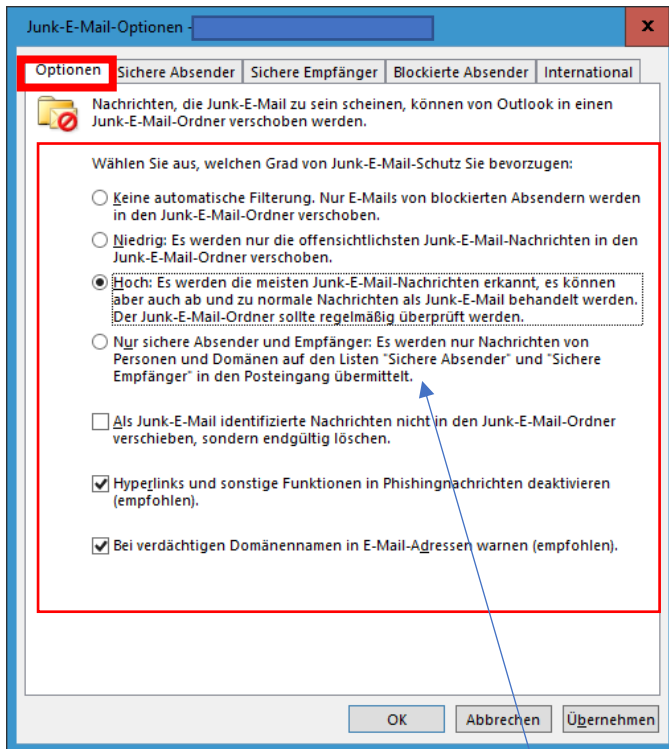 Junk-E-Mail-Optionen -
x
Optionen
Sichere Absender
Sichere Empfänger
Blockierte Absender
International
Nachrichten, die Junk-E-Mail zu sein scheinen, können von Outlook in einen
Junk-E-Mail-Ordner verschoben werden.
Wählen Sie aus, welchen Grad von Junk-E-Mail-Schutz Sie bevorzugen:
Keine automatische Filterung. Nur E-Mails von blockierten Absendern werden
in den Junk-E-Mail-Ordner verschoben.
Niedrig: Es werden nur die offensichtlichsten Junk-E-Mail-Nachrichten in den
Junk-E-Mail-Ordner verschoben.
Hoch: Es werden die meisten Junk-E-Mail-Nachrichten erkannt, es können
aber auch ab und zu normale Nachrichten als Junk-E-Mail behandelt werden.
Der Junk-E-Mail-Ordner sollte regelmäßig überprüft werden.
Nur sichere Absender und Empfänger: Es werden nur Nachrichten von
Personen und Domänen auf den Listen "Sichere Absender" und "Sichere
Empfänger" in den Posteingang übermittelt.
Als Junk-E-Mail identifizierte Nachrichten nicht in den Junk-E-Mail-Ordner
verschieben, sondern endgültig löschen.
Hyperlinks und sonstige Funktionen in Phishingnachrichten deaktivieren
(empfohlen).
Bei verdächtigen Domänennamen in E-Mail-Adressen warnen (empfohlen).
OK
Abbrechen
Übernehmen